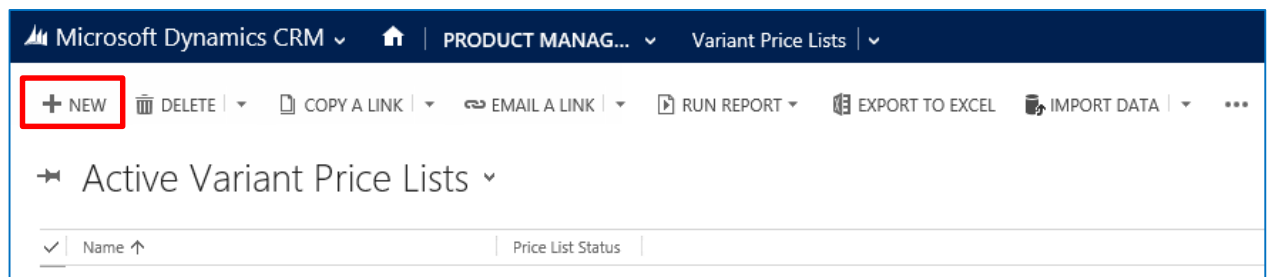 Microsoft Dynamics CRM PRODUCT MANAG... Variant Price Lists
NEW DELETE COPY A LINK EMAIL A LINK RUN REPORT EXPORT TO EXCEL IMPORT DATA ...
Active Variant Price Lists
Name ↑ Price List Status